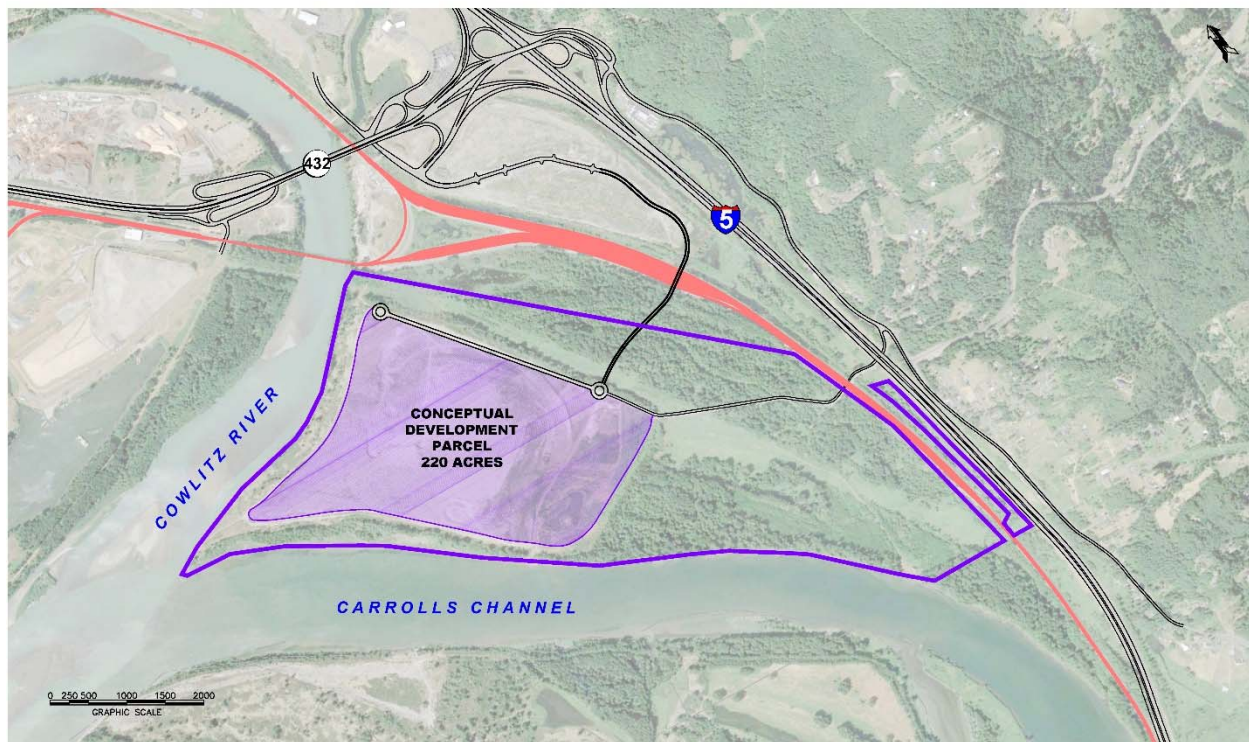 432
5
CONCEPTUAL
DEVELOPMENT
PARCEL
220 ACRES
COWLITZ RIVER
CARROLLS CHANNEL
0 250 500 1000 1500 2000
GRAPHIC SCALE